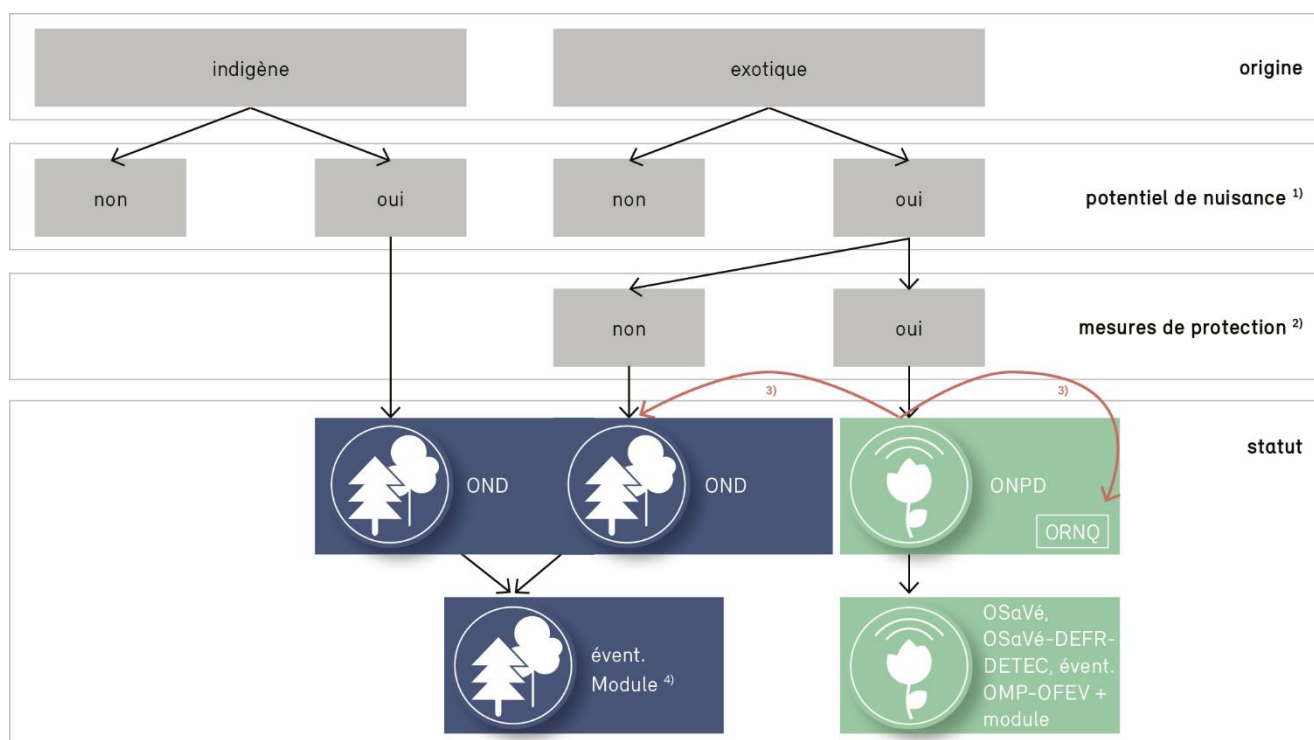 indigène
exotique
origine
non
oui
non
oui
potentiel de nuisance 1)
non
oui
mesures de protection 2)
3)
3)
statut
OND
OND
ONPD
ORNQ
évent.
Module 4)
OSaVé,
OSaVé-DEFR-
DETEC, évent.
OMP-OFEV +
module